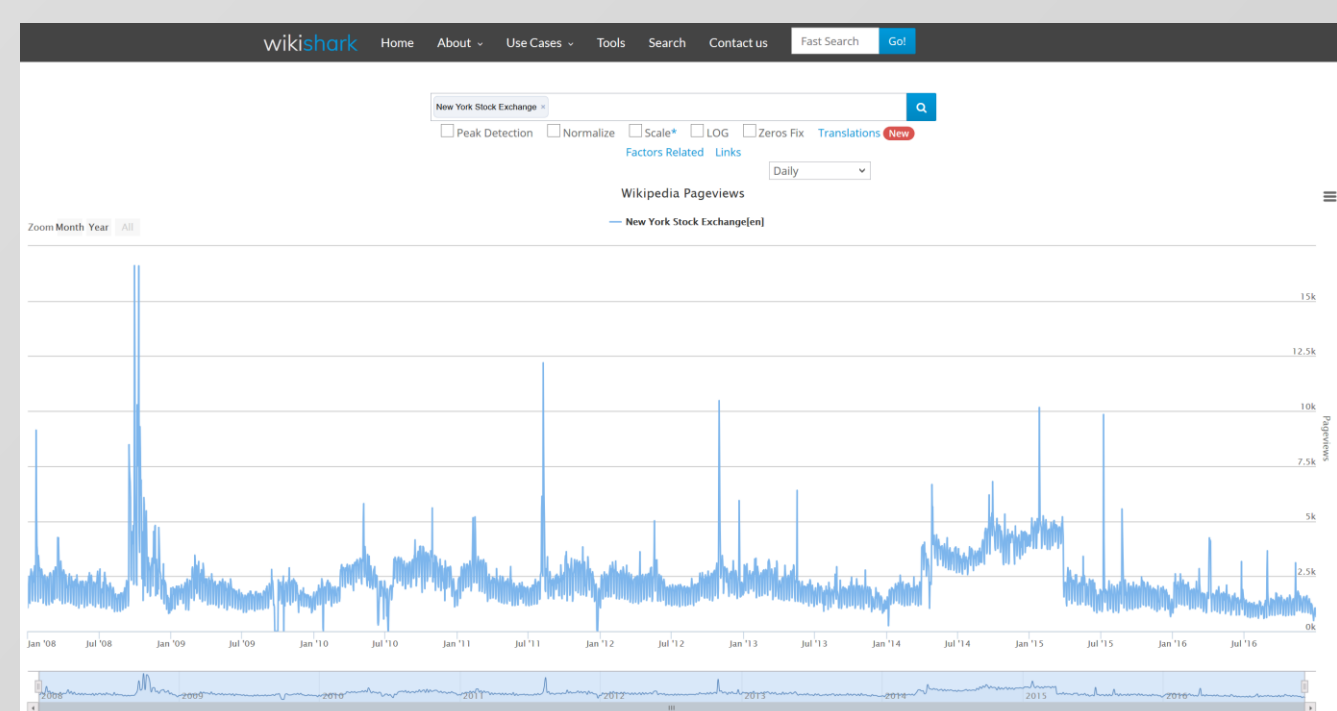 wikishark Home About Use Cases Tools Search Contact us Fast Search Go!
New York Stock Exchange ×
Peak Detection Normalize Scale* LOG Zeros Fix Translations New
Factors Related Links
Daily
Wikipedia Pageviews
New York Stock Exchange[en]
Zoom Month Year All
15k
12.5k
10k
7.5k
5k
2.5k
0k
Pageviews
Jan '08 Jul '08 Jan '09 Jul '09 Jan '10 Jul '10 Jan '11 Jul '11 Jan '12 Jul '12 Jan '13 Jul '13 Jan '14 Jul '14 Jan '15 Jul '15 Jan '16 Jul '16
2008 2009 2010 2011 2012 2013 2014 2015 2016